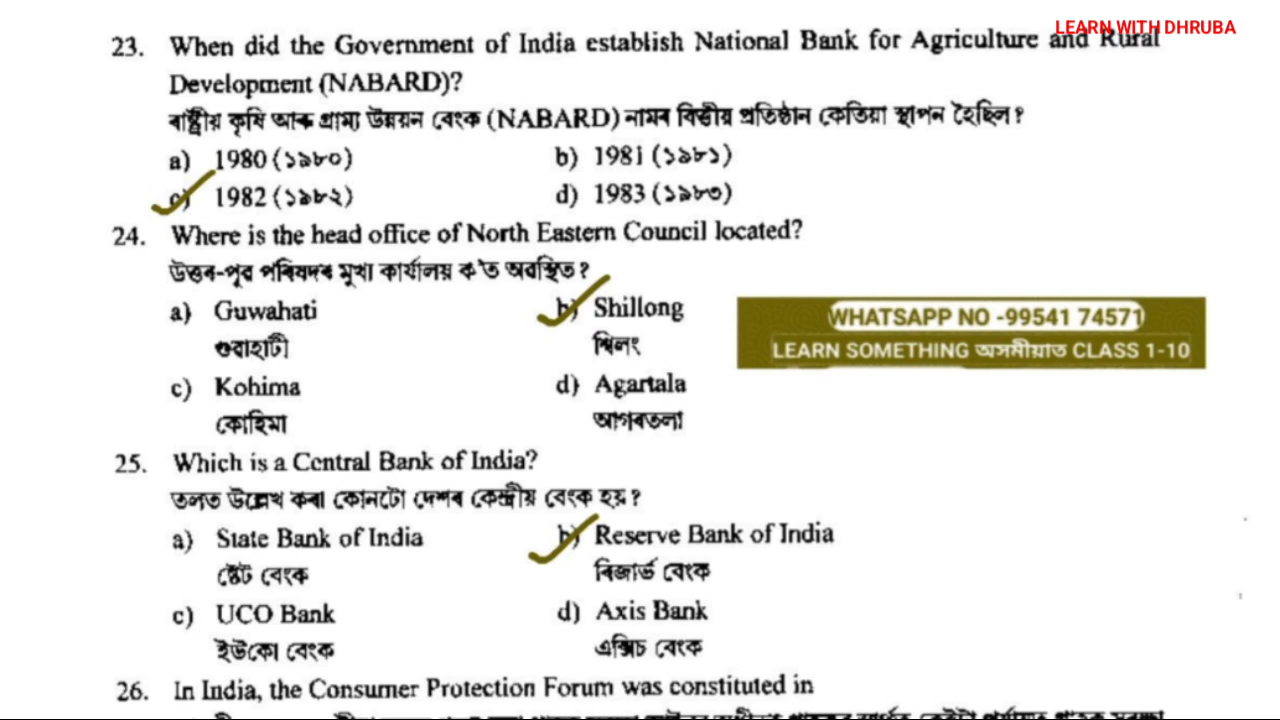 LEARN WITH DHRUBA
23. When did the Government of India establish National Bank for Agriculture and Rural
Development (NABARD)?
ৰাষ্ট্ৰীয় কৃষি আৰু গ্ৰাম্য উন্নয়ন বেংক (NABARD) নামৰ বিত্তীয় প্ৰতিষ্ঠান কেতিয়া স্থাপন হৈছিল?
a) 1980 (১৯৮০) b) 1981 (১৯৮১)
c) 1982 (১৯৮২) d) 1983 (১৯৮৩)
24. Where is the head office of North Eastern Council located?
উত্তৰ-পূব পৰিষদৰ মুখ্য কাৰ্যালয় ক'ত অৱস্থিত?
a) Guwahati b) Shillong
গুৱাহাটী শ্বিলং
WHATSAPP NO -99541 74571
LEARN SOMETHING অসমীয়াত CLASS 1-10
c) Kohima d) Agartala
কোহিমা আগৰতলা
25. Which is a Central Bank of India?
তলত উল্লেখ কৰা কোনটো দেশৰ কেন্দ্ৰীয় বেংক হয়?
a) State Bank of India b) Reserve Bank of India
ষ্টেট বেংক ৰিজাৰ্ভ বেংক
c) UCO Bank d) Axis Bank
ইউকো বেংক এক্সিচ বেংক
26. In India, the Consumer Protection Forum was constituted in